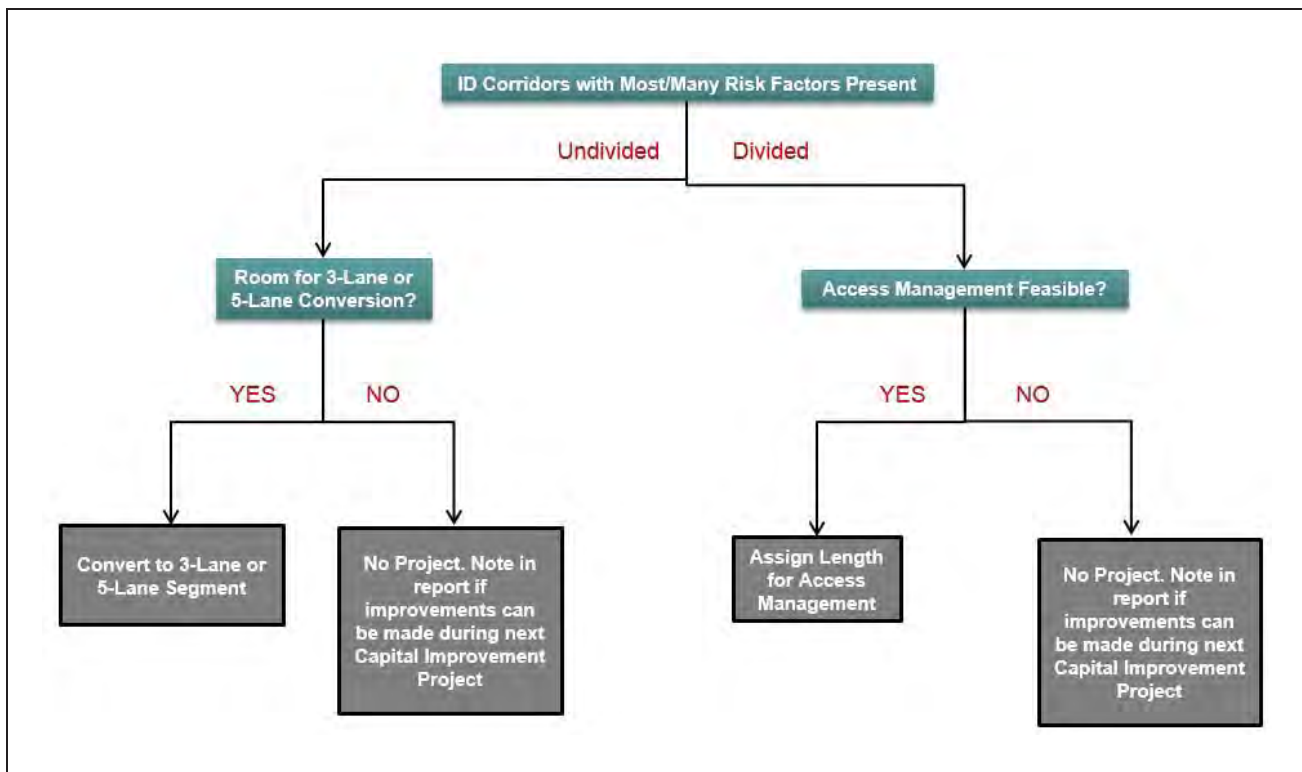 ID Corridors with Most/Many Risk Factors Present
Undivided
Divided
Room for 3-Lane or
5-Lane Conversion?
Access Management Feasible?
YES
NO
YES
NO
Convert to 3-Lane or
5-Lane Segment
No Project. Note in
report if
improvements can
be made during next
Capital Improvement
Project
Assign Length
for Access
Management
No Project. Note in
report if
improvements can
be made during next
Capital Improvement
Project